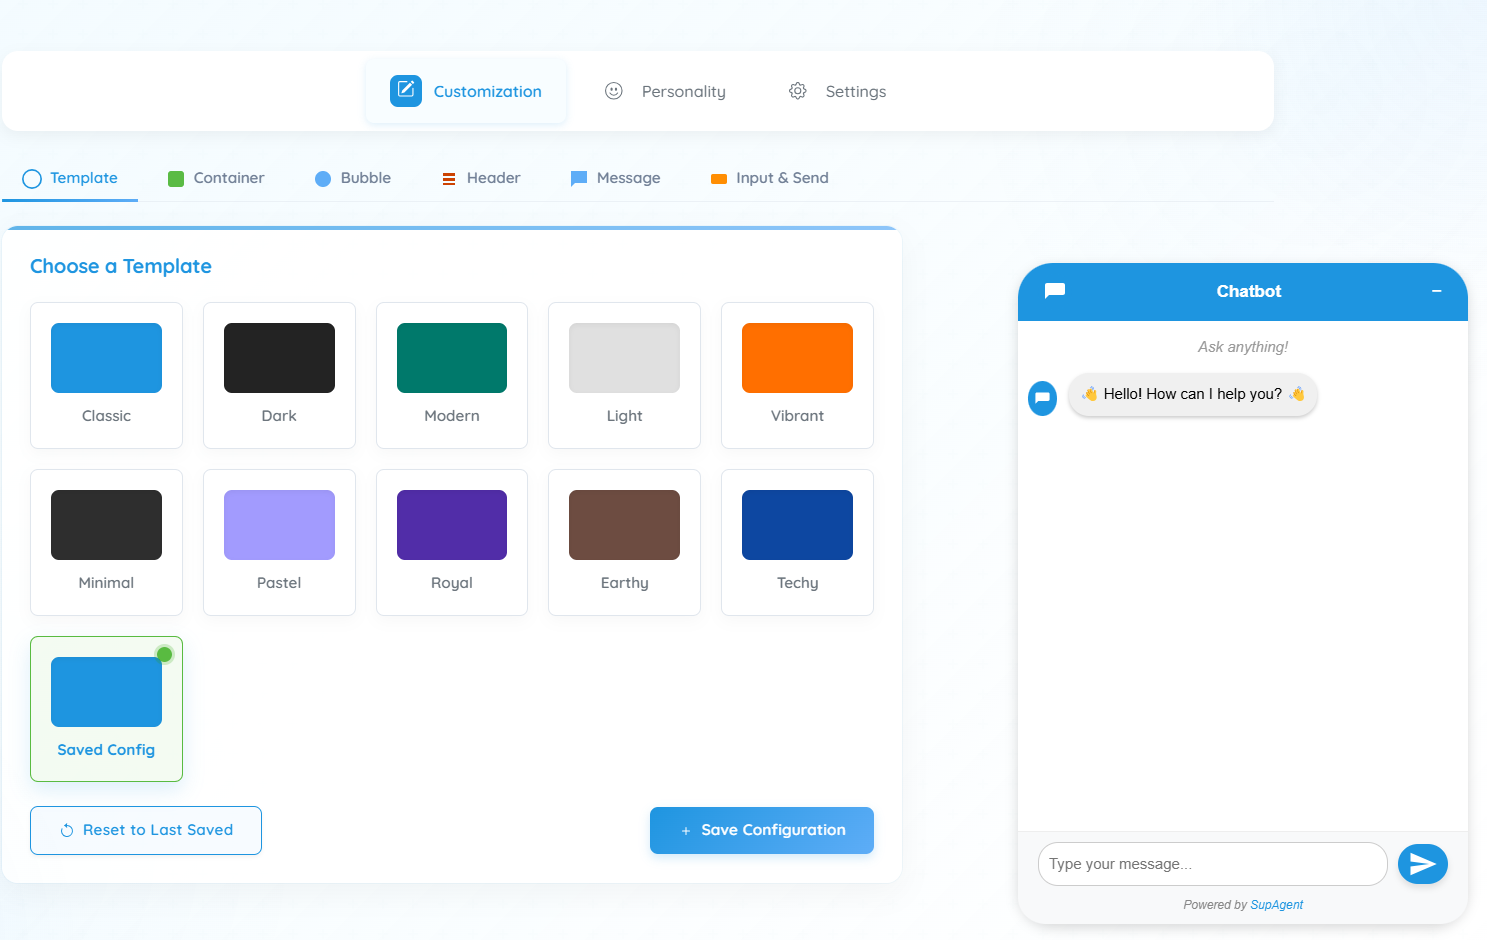 Customization
Personality
Settings
Template
Container
Bubble
Header
Message
Input & Send
Choose a Template
Classic
Dark
Modern
Light
Vibrant
Minimal
Pastel
Royal
Earthy
Techy
Saved Config
Reset to Last Saved
+ Save Configuration
Chatbot
Ask anything!
👋 Hello! How can I help you? 👋
Type your message...
Powered by SupAgent